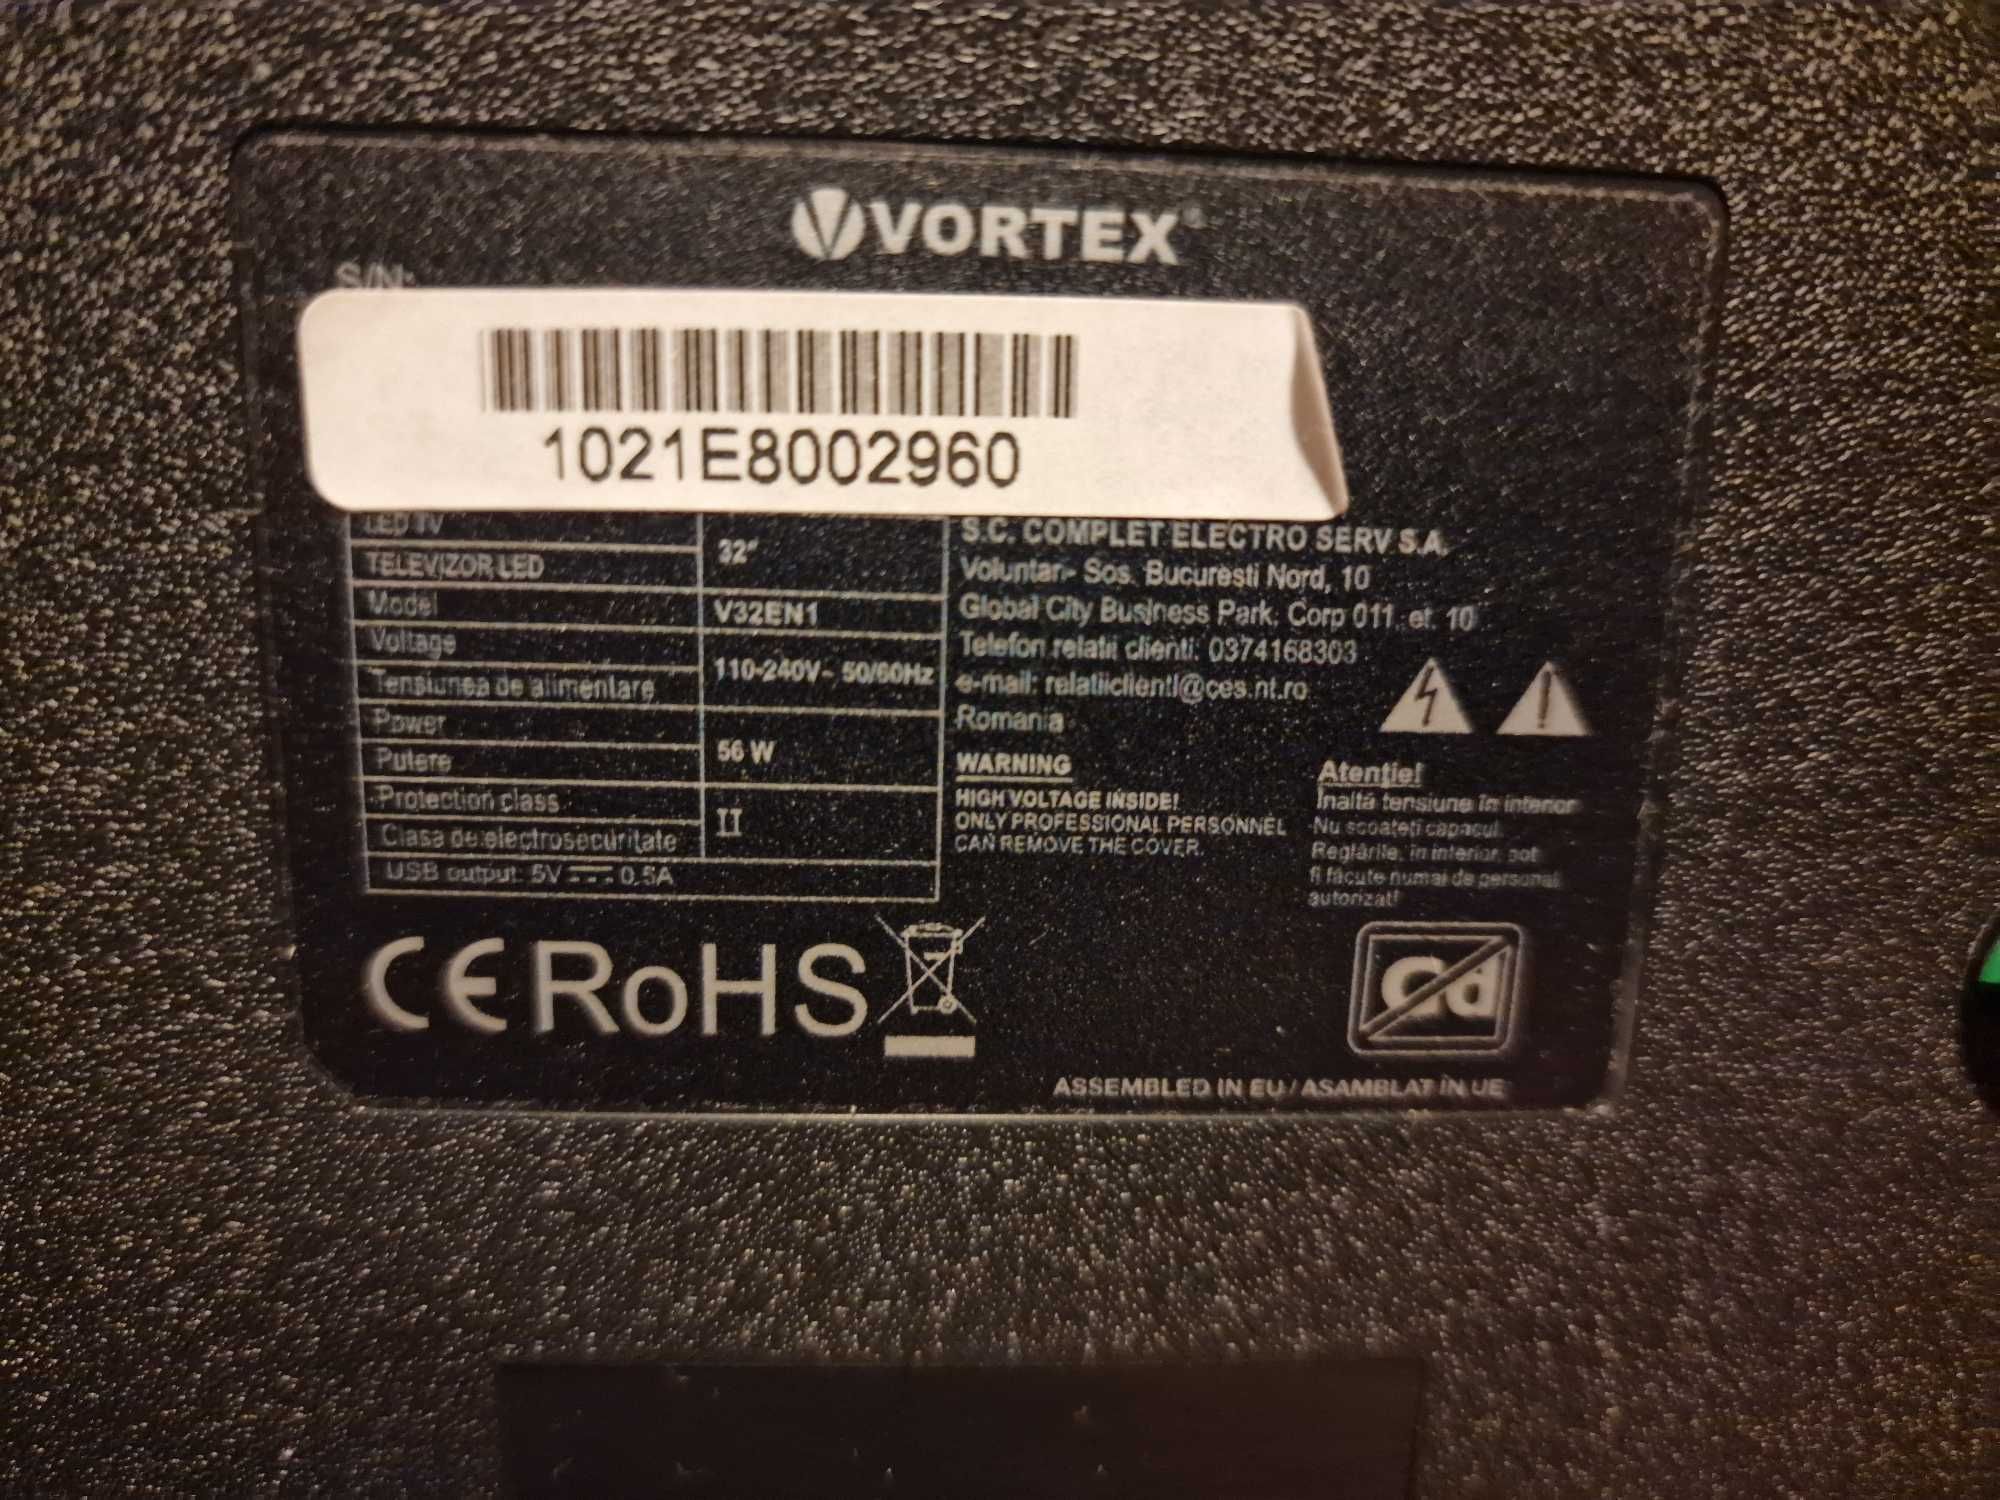 VORTEX®
S/N:
1021E8002960
LED TV
32"
TELEVIZOR LED
Model
V32EN1
Voltage
110-240V~ 50/60Hz
Tensiunea de alimentare
Power
56 W
Putere
Protection class
II
Clasa de electrosecuritate
USB output: 5V 0.5A
S.C. COMPLET ELECTRO SERV S.A.
Voluntar- Sos. Bucuresti Nord, 10
Global City Business Park, Corp 011, et. 10
Telefon relatii clienti: 0374168303
e-mail: relatiiclienti@ces.nt.ro
Romania
WARNING
HIGH VOLTAGE INSIDE!
ONLY PROFESSIONAL PERSONNEL
CAN REMOVE THE COVER.
Atenție!
Înaltă tensiune în interior
Nu scoateți capacul.
Reglările, în interior, pot
fi făcute numai de personal
autorizat!
CE RoHS
Cd
ASSEMBLED IN EU / ASAMBLAT ÎN UE